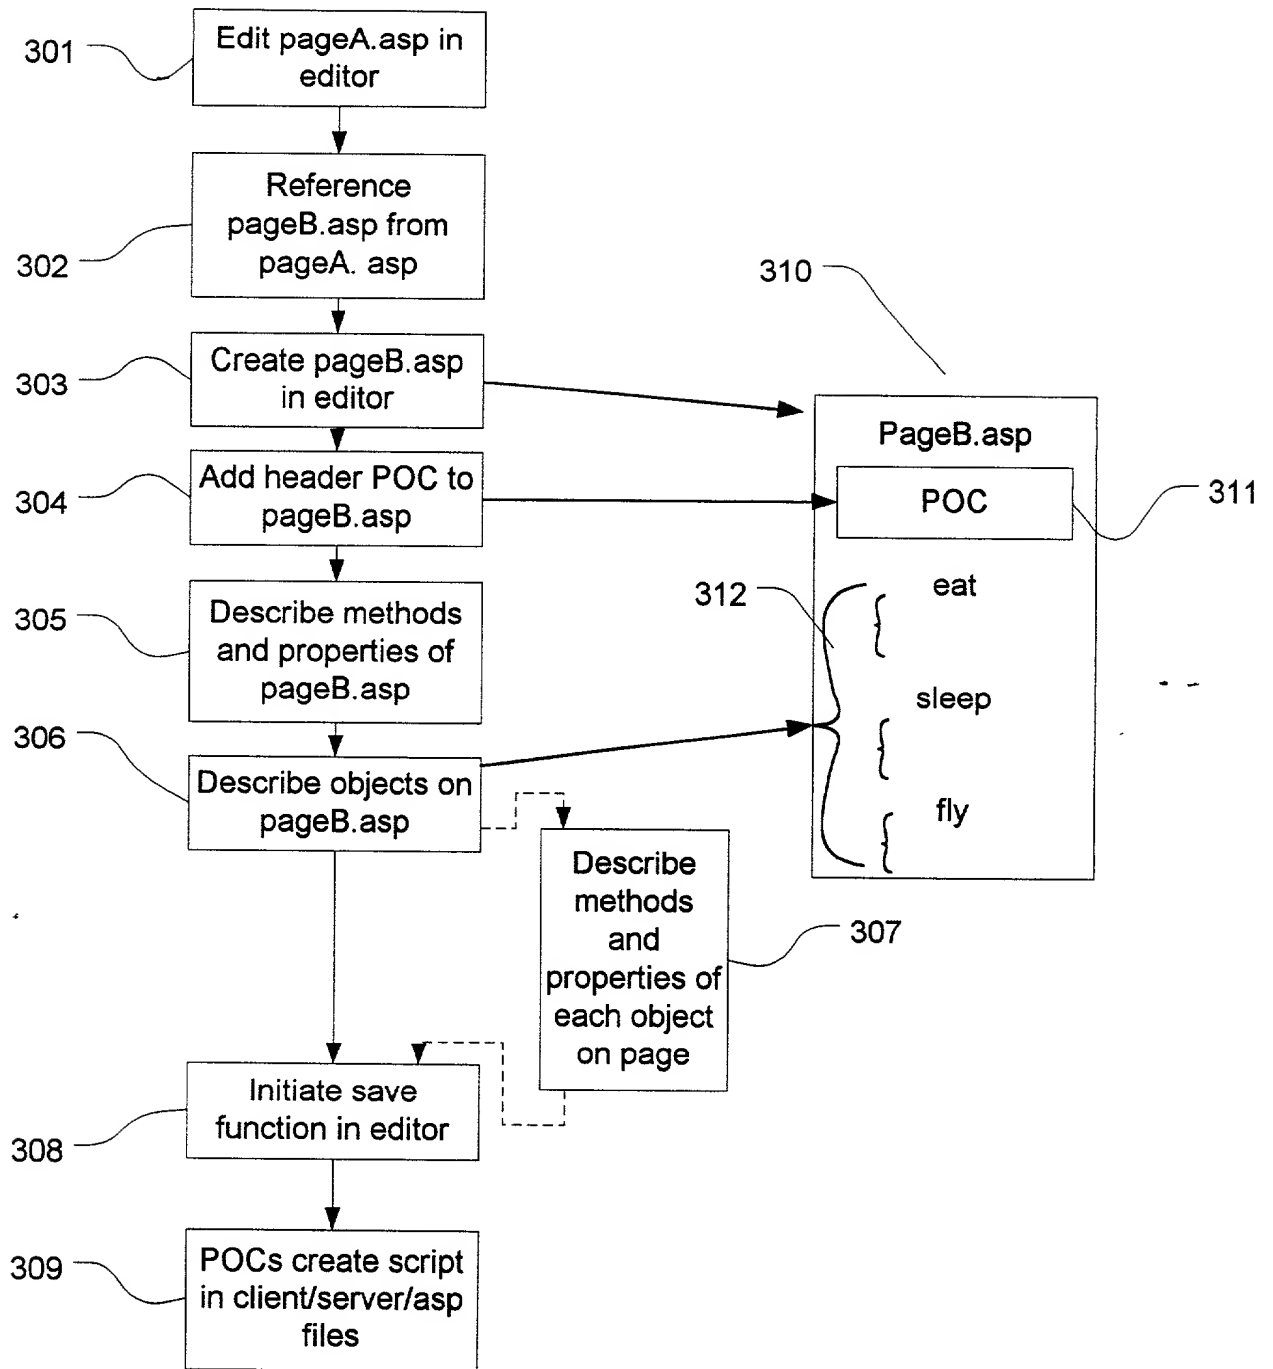 301
Edit pageA.asp in
editor
302
Reference
pageB.asp from
pageA. asp
303
Create pageB.asp
in editor
304
Add header POC to
pageB.asp
305
Describe methods
and properties of
pageB.asp
306
Describe objects on
pageB.asp
307
Describe
methods
and
properties of
each object
on page
308
Initiate save
function in editor
309
POCs create script
in client/server/asp
files
310
PageB.asp
POC
311
312
eat
sleep
fly